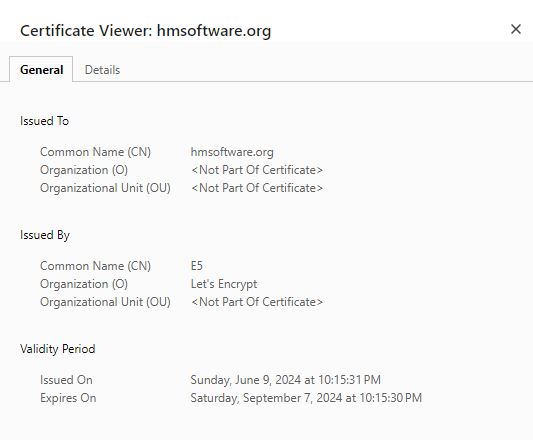 Certificate Viewer: hmsoftware.org
General Details
Issued To
Common Name (CN) hmsoftware.org
Organization (O) <Not Part Of Certificate>
Organizational Unit (OU) <Not Part Of Certificate>
Issued By
Common Name (CN) E5
Organization (O) Let's Encrypt
Organizational Unit (OU) <Not Part Of Certificate>
Validity Period
Issued On Sunday, June 9, 2024 at 10:15:31 PM
Expires On Saturday, September 7, 2024 at 10:15:30 PM